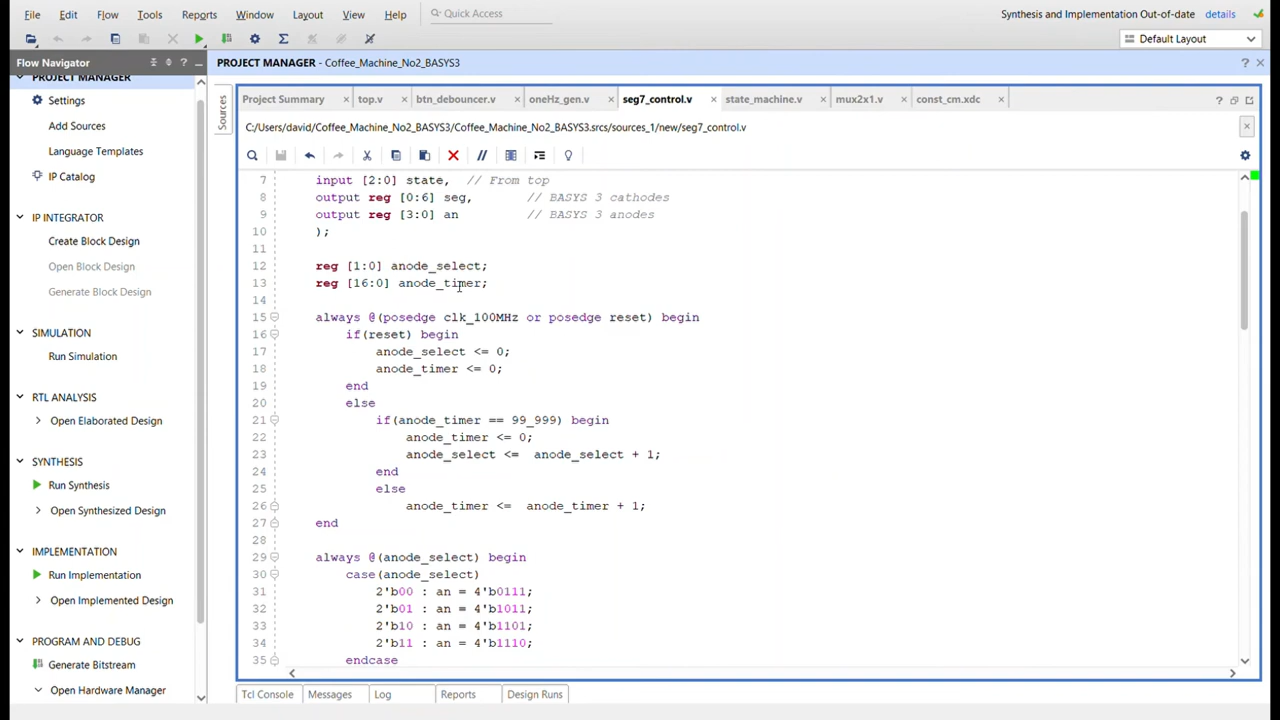 File Edit Flow Tools Reports Window Layout View Help Quick Access Synthesis and Implementation Out-of-date details
Default Layout
Flow Navigator
PROJECT MANAGER - Coffee_Machine_No2_BASYS3
PROJECT MANAGER
Settings
Add Sources
Language Templates
IP Catalog
IP INTEGRATOR
Create Block Design
Open Block Design
Generate Block Design
SIMULATION
Run Simulation
RTL ANALYSIS
Open Elaborated Design
SYNTHESIS
Run Synthesis
Open Synthesized Design
IMPLEMENTATION
Run Implementation
Open Implemented Design
PROGRAM AND DEBUG
Generate Bitstream
Open Hardware Manager
Sources
Project Summary top.v btn_debouncer.v oneHz_gen.v seg7_control.v state_machine.v mux2x1.v const_cm.xdc
C:/Users/david/Coffee_Machine_No2_BASYS3/Coffee_Machine_No2_BASYS3.srcs/sources_1/new/seg7_control.v
7 input [2:0] state, // From top
8 output reg [0:6] seg, // BASYS 3 cathodes
9 output reg [3:0] an // BASYS 3 anodes
10 );
11
12 reg [1:0] anode_select;
13 reg [16:0] anode_timer;
14
15 always @(posedge clk_100MHz or posedge reset) begin
16 if(reset) begin
17 anode_select <= 0;
18 anode_timer <= 0;
19 end
20 else
21 if(anode_timer == 99_999) begin
22 anode_timer <= 0;
23 anode_select <= anode_select + 1;
24 end
25 else
26 anode_timer <= anode_timer + 1;
27 end
28
29 always @(anode_select) begin
30 case(anode_select)
31 2'b00 : an = 4'b0111;
32 2'b01 : an = 4'b1011;
33 2'b10 : an = 4'b1101;
34 2'b11 : an = 4'b1110;
35 endcase
Tcl Console Messages Log Reports Design Runs